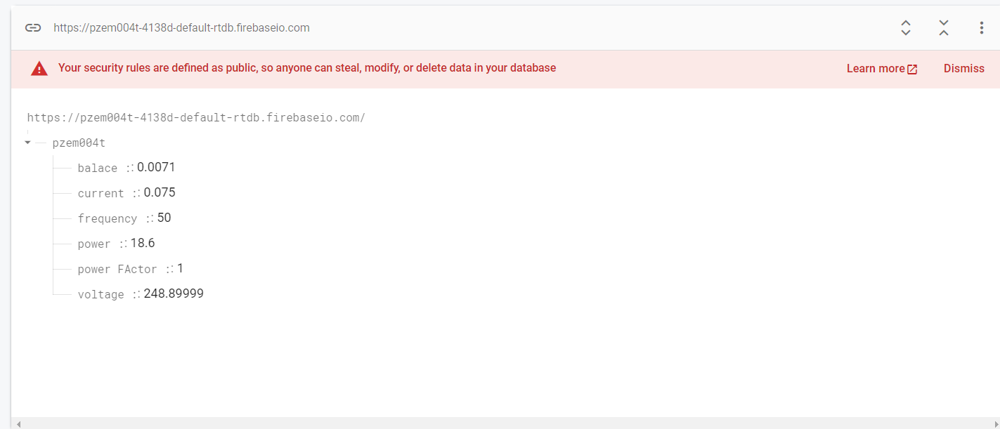 https://pzem004t-4138d-default-rtdb.firebaseio.com
Your security rules are defined as public, so anyone can steal, modify, or delete data in your database Learn more Dismiss
https://pzem004t-4138d-default-rtdb.firebaseio.com/
pzem004t
balace :: 0.0071
current :: 0.075
frequency :: 50
power :: 18.6
power FActor :: 1
voltage :: 248.89999